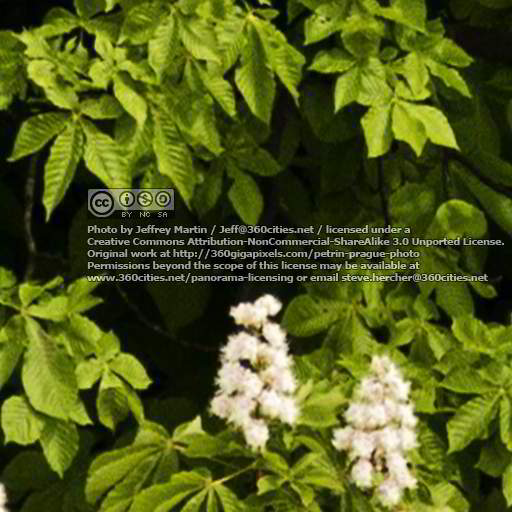 cc
BY NC SA
Photo by Jeffrey Martin / Jeff@360cities.net / licensed under a
Creative Commons Attribution-NonCommercial-ShareAlike 3.0 Unported License.
Original work at http://360gigapixels.com/petrin-prague-photo
Permissions beyond the scope of this license may be available at
www.360cities.net/panorama-licensing or email steve.hercher@360cities.net